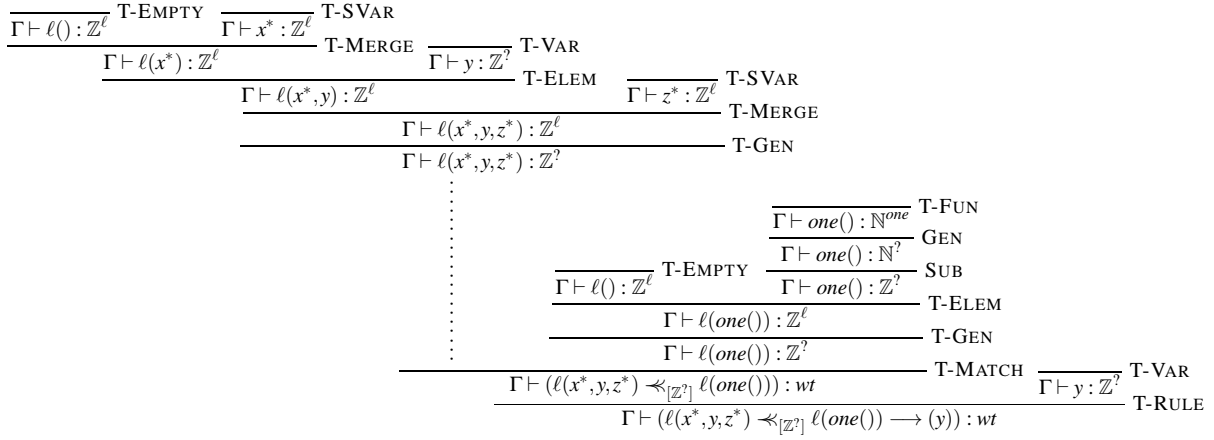 Γ ⊢ ℓ() : ℤ^ℓ T-EMPTY Γ ⊢ x* : ℤ^ℓ T-SVAR
T-MERGE
Γ ⊢ ℓ(x*) : ℤ^ℓ Γ ⊢ y : ℤ^? T-VAR
T-ELEM
Γ ⊢ ℓ(x*, y) : ℤ^ℓ Γ ⊢ z* : ℤ^ℓ T-SVAR
T-MERGE
Γ ⊢ ℓ(x*, y, z*) : ℤ^ℓ
T-GEN
Γ ⊢ ℓ(x*, y, z*) : ℤ^?
Γ ⊢ one() : ℕ^one T-FUN
GEN
Γ ⊢ one() : ℕ^?
SUB
Γ ⊢ ℓ() : ℤ^ℓ T-EMPTY Γ ⊢ one() : ℤ^?
T-ELEM
Γ ⊢ ℓ(one()) : ℤ^ℓ
T-GEN
Γ ⊢ ℓ(one()) : ℤ^?
T-MATCH
Γ ⊢ (ℓ(x*, y, z*) ≺≺_[ℤ^?] ℓ(one())) : wt Γ ⊢ y : ℤ^? T-VAR
T-RULE
Γ ⊢ (ℓ(x*, y, z*) ≺≺_[ℤ^?] ℓ(one()) ⟶ (y)) : wt